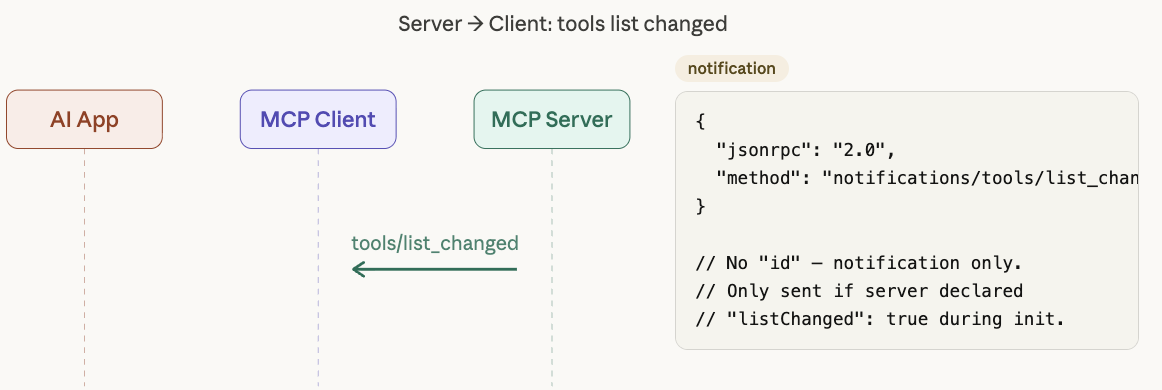 Server → Client: tools list changed
notification
AI App
MCP Client
MCP Server
{
  "jsonrpc": "2.0",
  "method": "notifications/tools/list_chan
}
tools/list_changed
// No "id" — notification only.
// Only sent if server declared
// "listChanged": true during init.